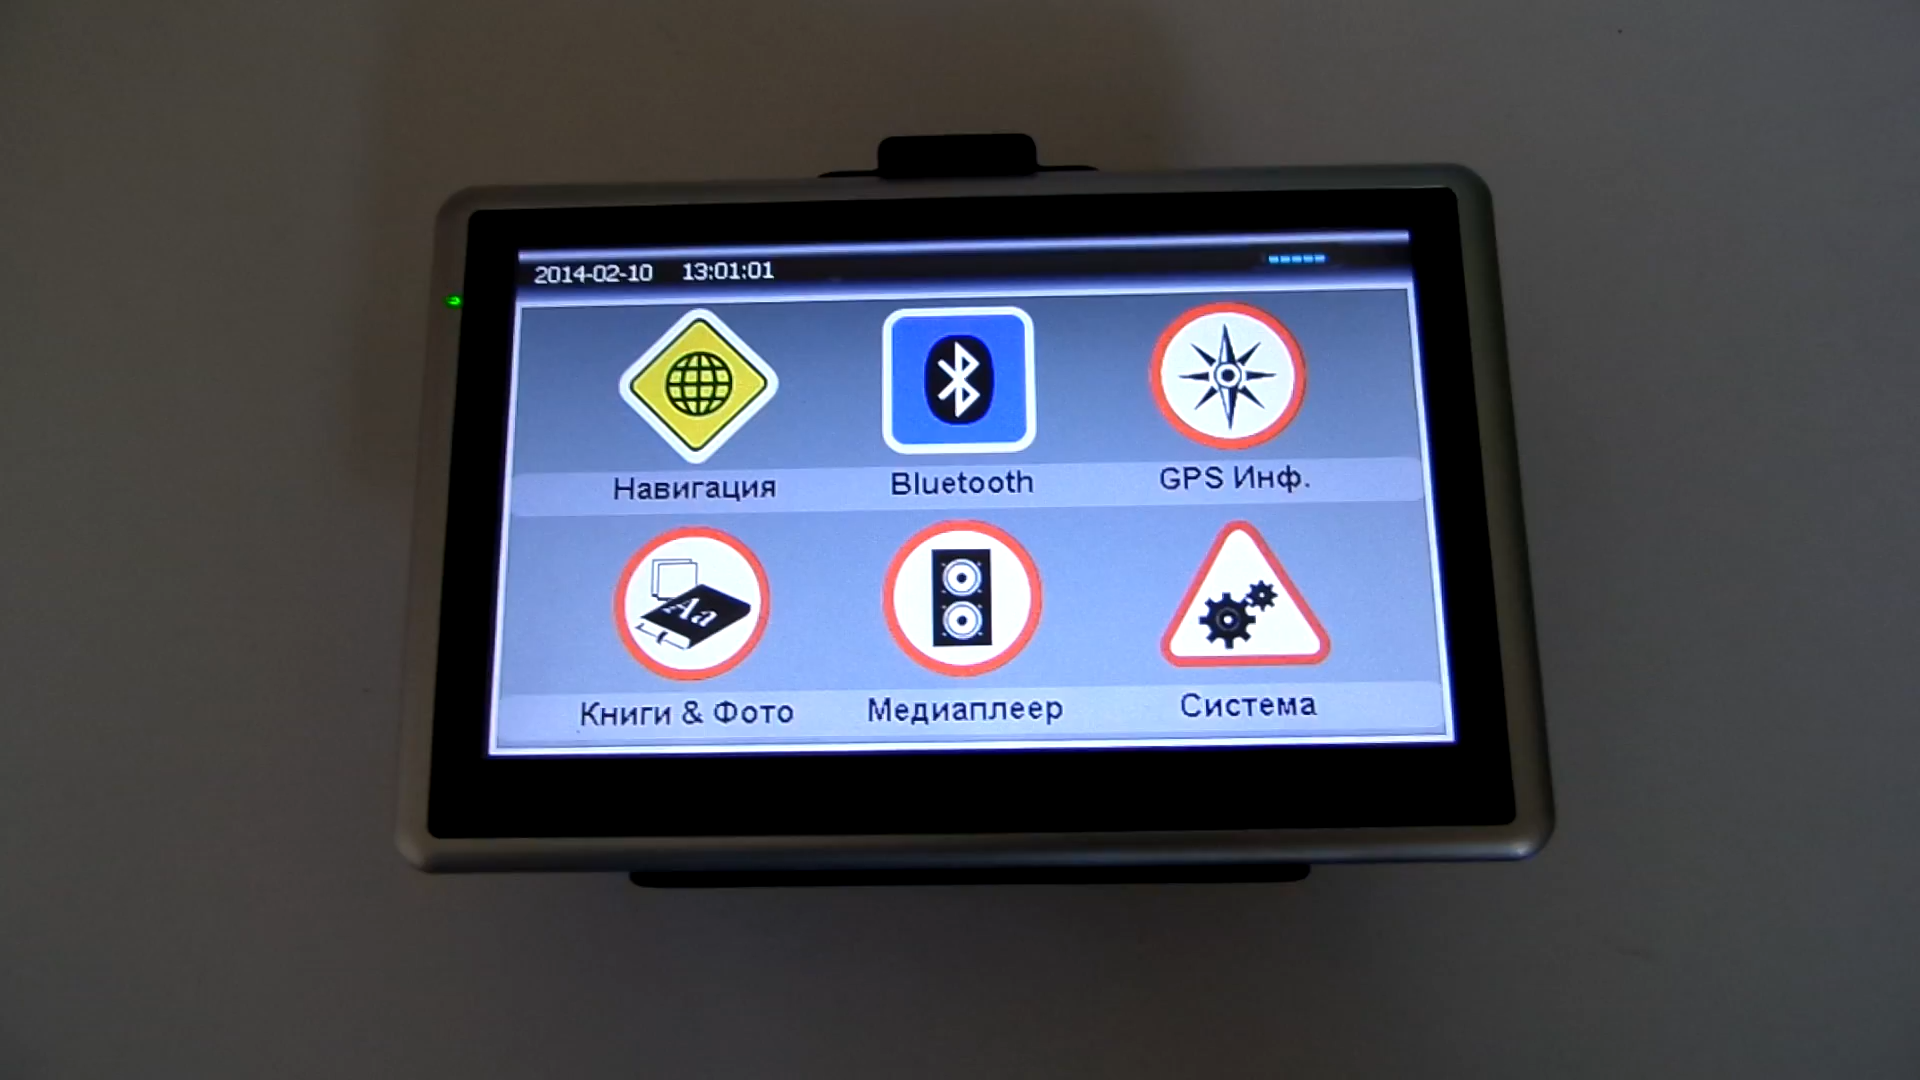 2014-02-10 13:01:01
Навигация Bluetooth GPS Инф.
Aa
Книги & Фото Медиаплеер Система